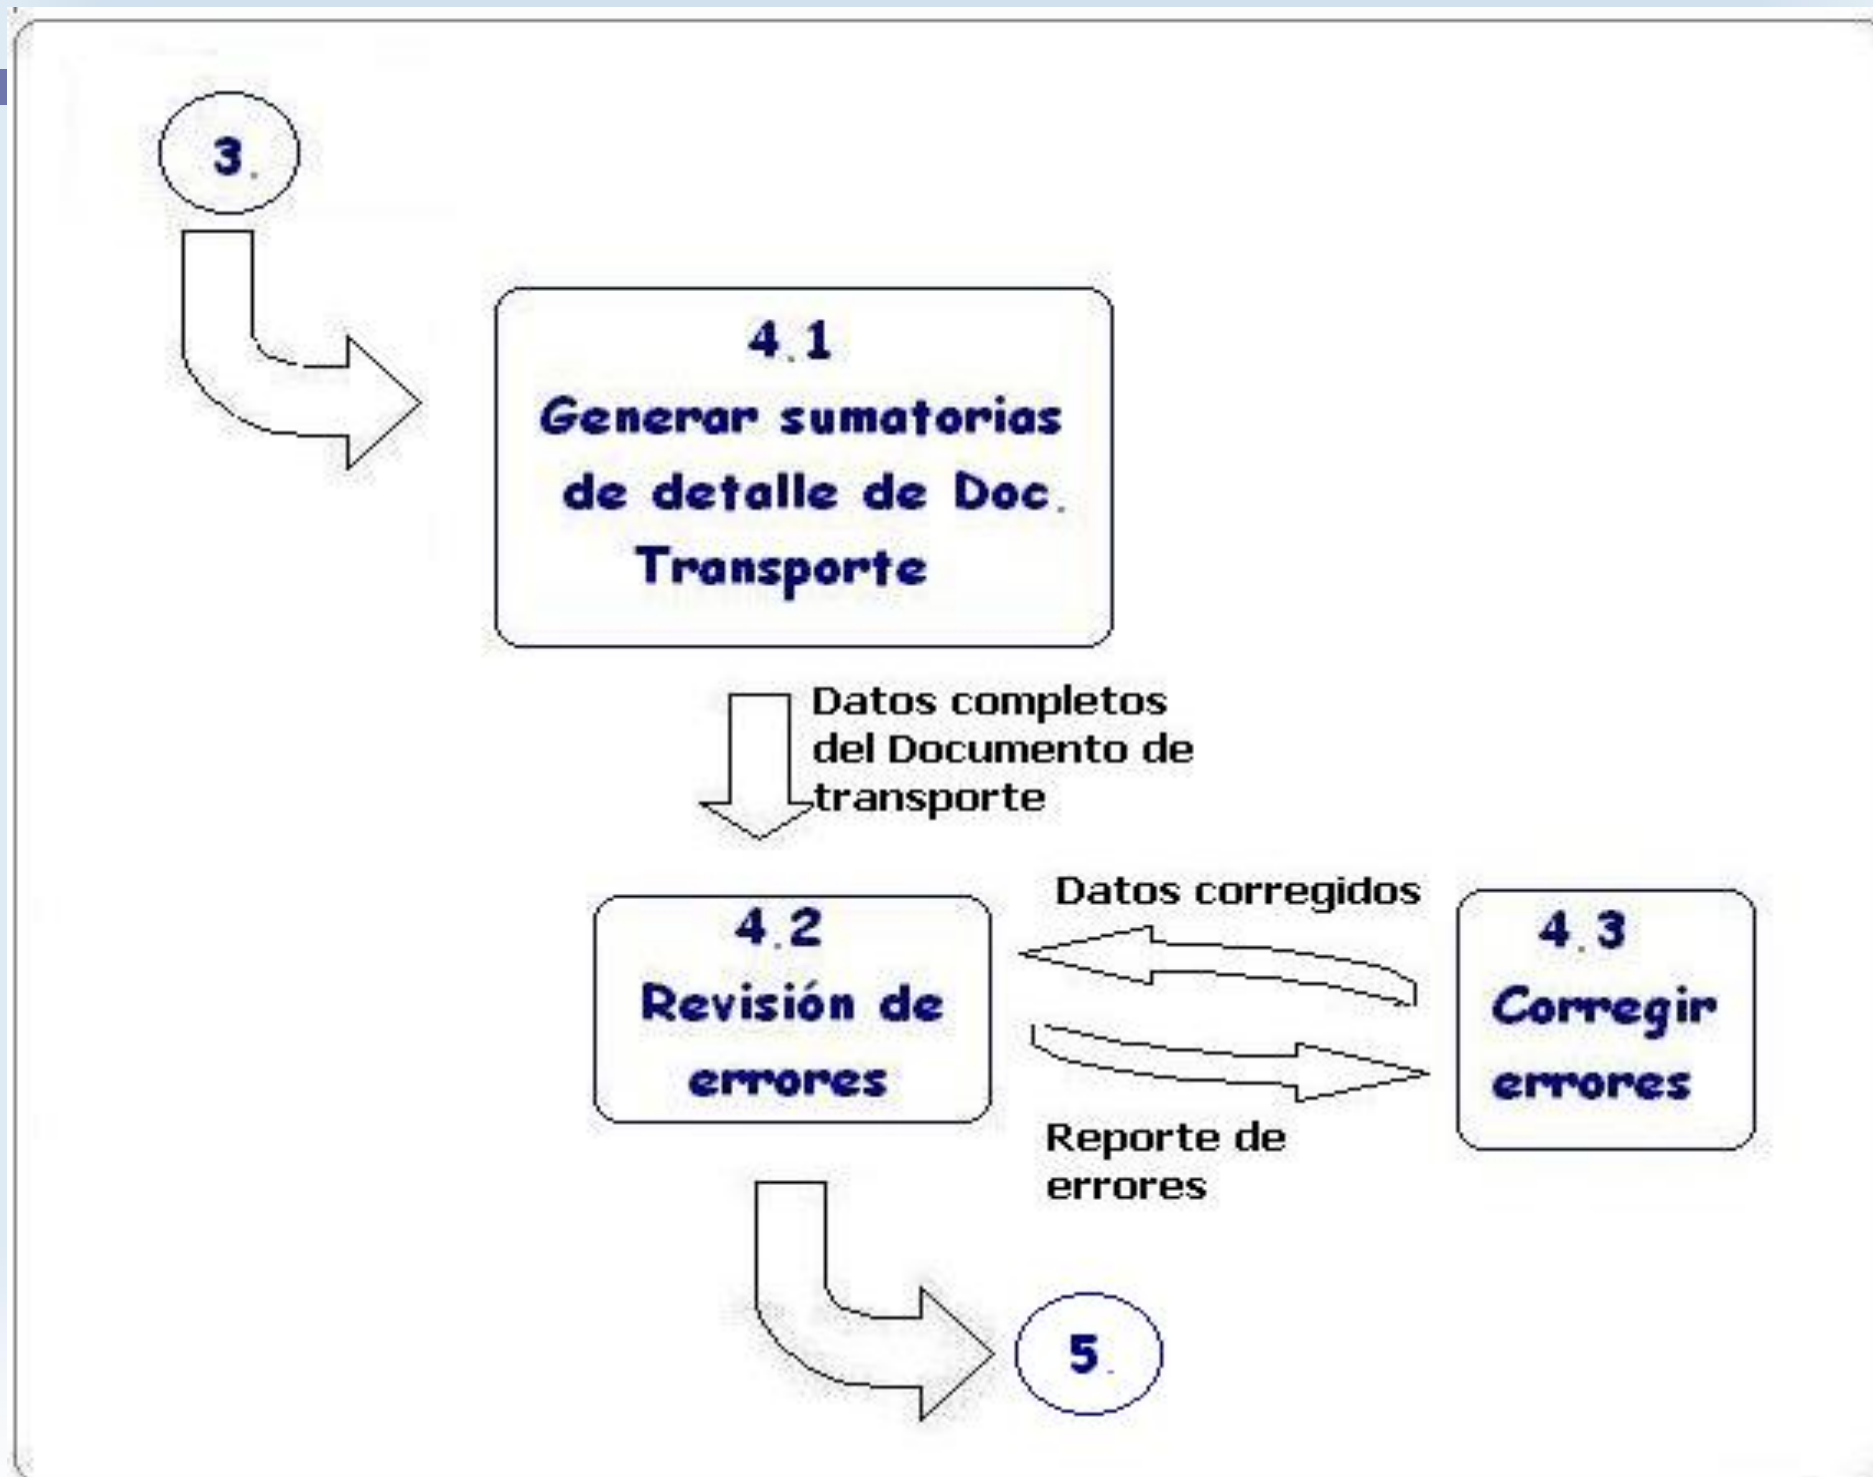 3.
4.1
Generar sumatorias
de detalle de Doc.
Transporte
Datos completos
del Documento de
transporte
4.2
Revisión de
errores
Datos corregidos
Reporte de
errores
4.3
Corregir
errores
5.